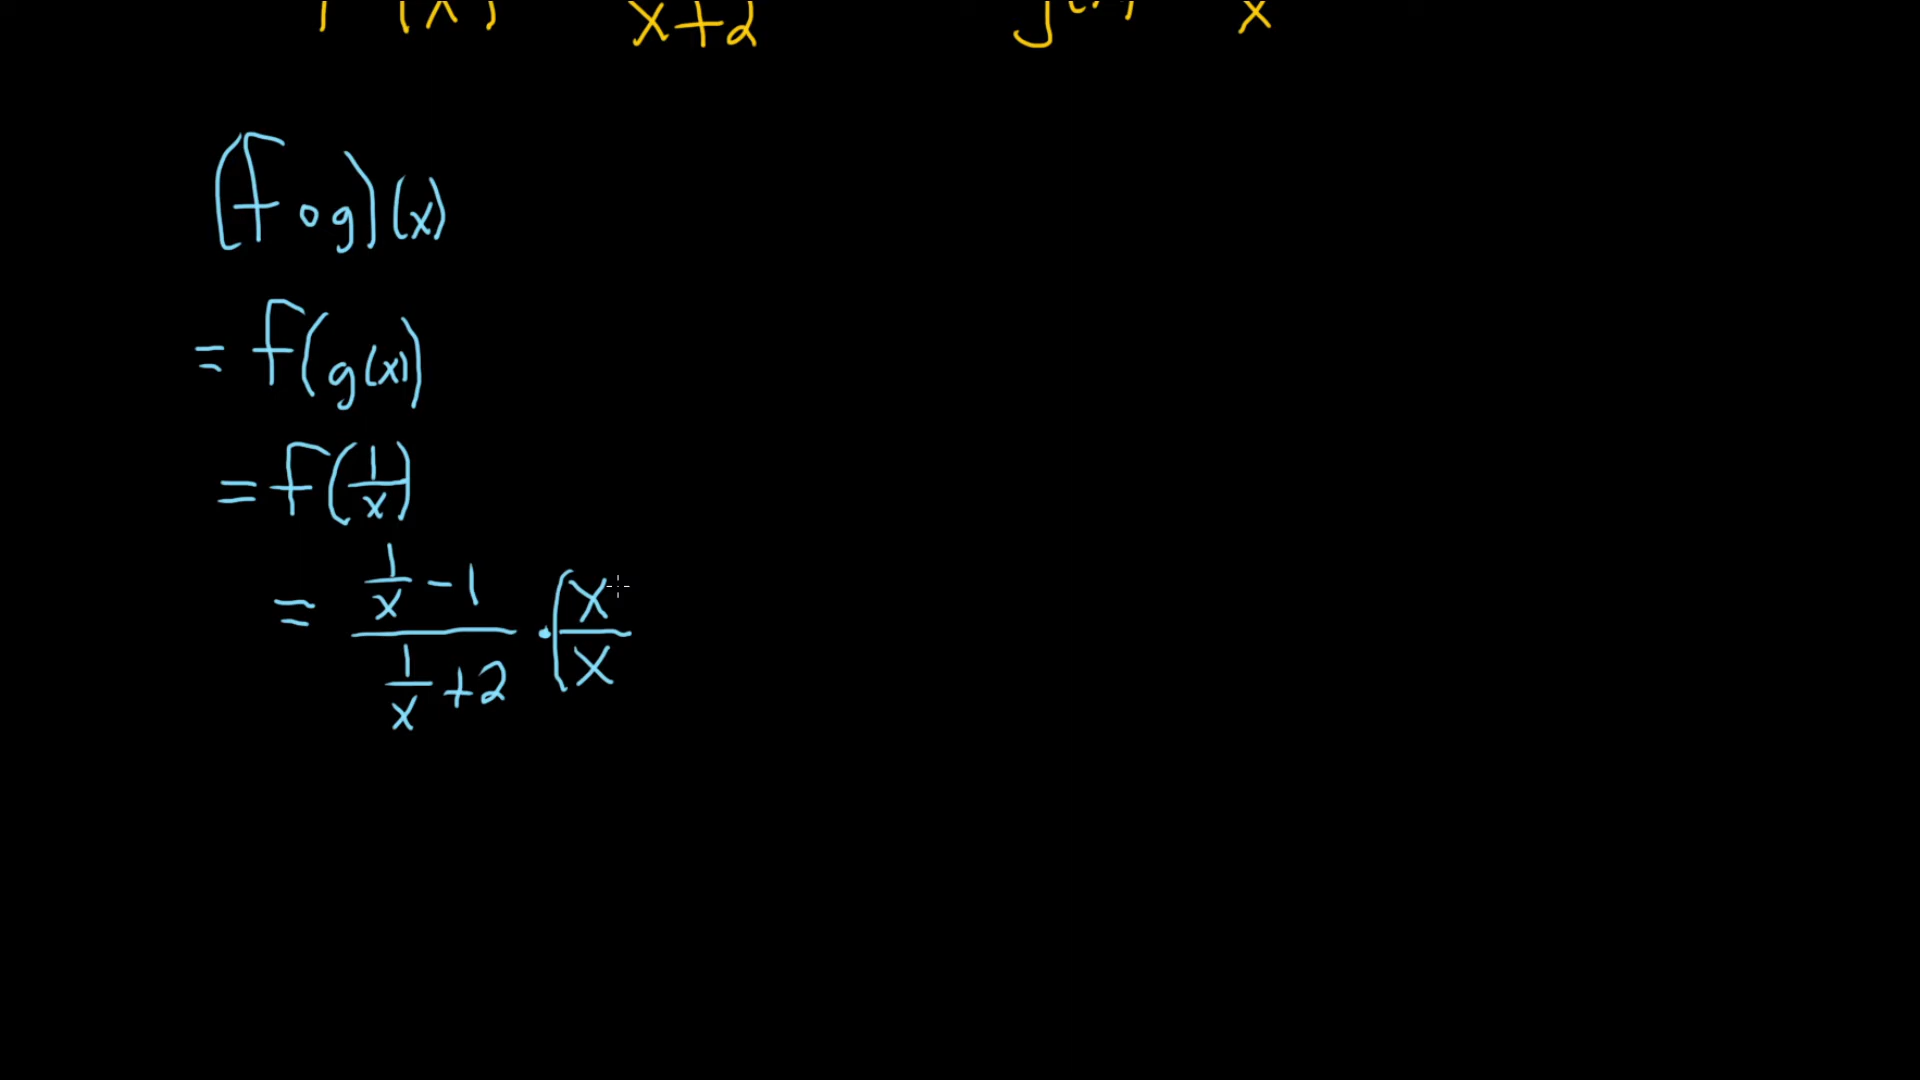 f(x) x+2 g(x) x
(f∘g)(x)
= f(g(x))
= f(1/x)
= (1/x - 1)/(1/x + 2) · (x/x